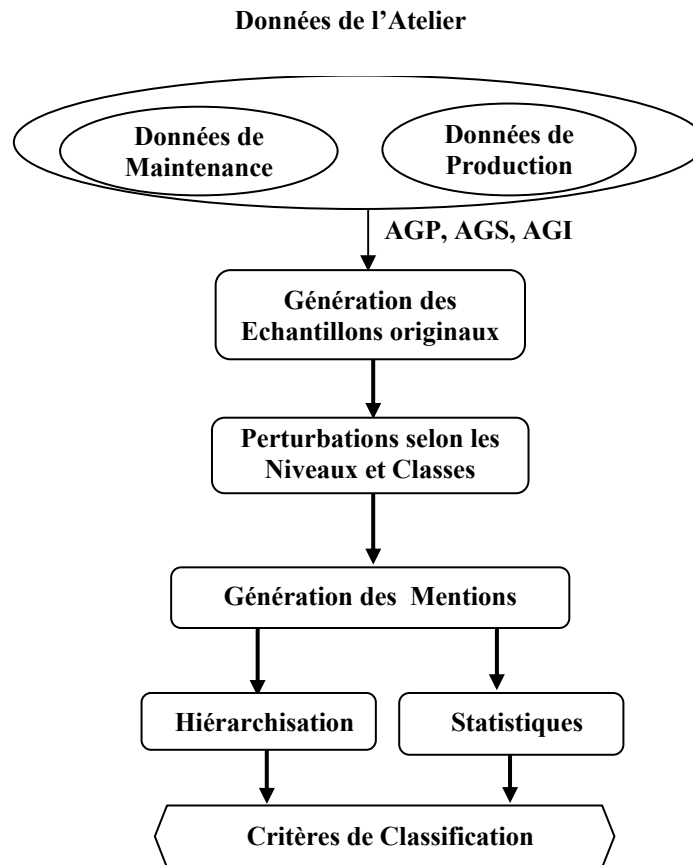 Données de l'Atelier
Données de
Maintenance
Données de
Production
AGP, AGS, AGI
Génération des
Echantillons originaux
Perturbations selon les
Niveaux et Classes
Génération des Mentions
Hiérarchisation
Statistiques
Critères de Classification